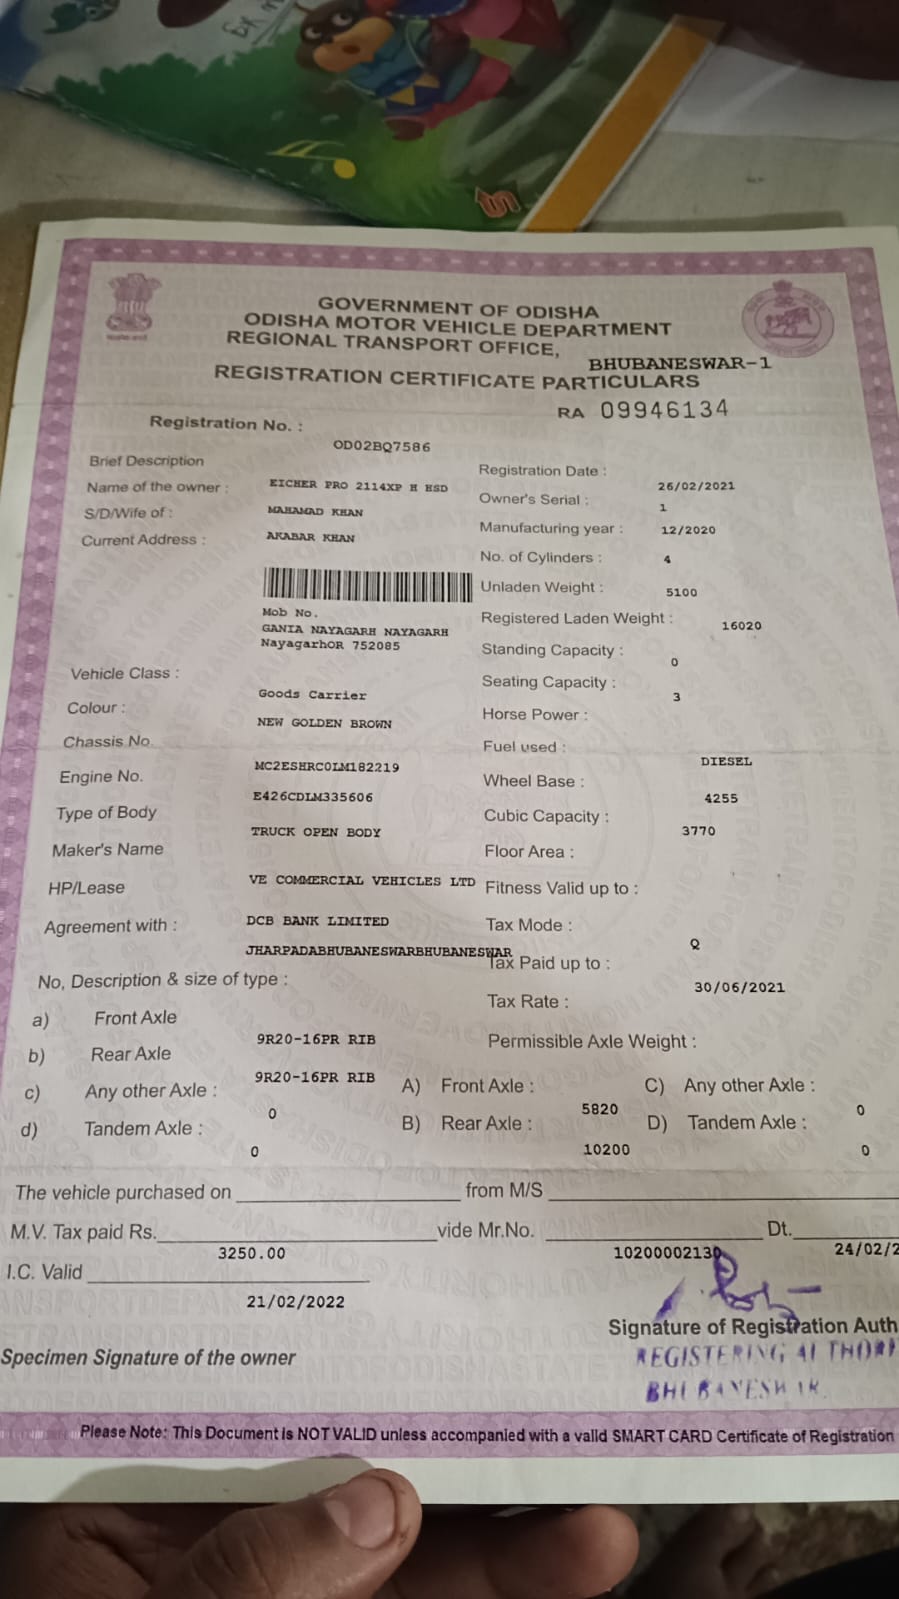 GOVERNMENT OF ODISHA
ODISHA MOTOR VEHICLE DEPARTMENT
REGIONAL TRANSPORT OFFICE,
BHUBANESWAR-1
REGISTRATION CERTIFICATE PARTICULARS
RA 09946134
Registration No. :
OD02BQ7586
Brief Description
Name of the owner : EICHER PRO 2114XP H HSD
S/D/Wife of : MAHAMAD KHAN
Current Address : AKABAR KHAN
Mob No.
GANIA NAYAGARH NAYAGARH
NayagarhOR 752085
Vehicle Class :
Goods Carrier
Colour :
NEW GOLDEN BROWN
Chassis No.
MC2ESHRC0LM182219
Engine No.
E426CDLM335606
Type of Body
TRUCK OPEN BODY
Maker's Name
VE COMMERCIAL VEHICLES LTD
HP/Lease
Agreement with : DCB BANK LIMITED
JHARPADABHUBANESWARBHUBANESWAR
Registration Date :
26/02/2021
Owner's Serial :
1
Manufacturing year : 12/2020
No. of Cylinders : 4
Unladen Weight : 5100
Registered Laden Weight : 16020
Standing Capacity :
0
Seating Capacity :
3
Horse Power :
Fuel used :
DIESEL
Wheel Base :
4255
Cubic Capacity :
3770
Floor Area :
Fitness Valid up to :
Tax Mode :
Q
Tax Paid up to :
30/06/2021
Tax Rate :
No, Description & size of type :
a) Front Axle
9R20-16PR RIB
b) Rear Axle
9R20-16PR RIB
c) Any other Axle :
0
d) Tandem Axle :
0
Permissible Axle Weight :
A) Front Axle : C) Any other Axle :
5820 0
B) Rear Axle : D) Tandem Axle :
10200 0
The vehicle purchased on from M/S
M.V. Tax paid Rs. vide Mr.No. Dt.
3250.00 10200002130 24/02/2
I.C. Valid
21/02/2022
Signature of Registration Auth
Specimen Signature of the owner
REGISTERING AUTHORI
BHUBANESWAR
Please Note: This Document is NOT VALID unless accompanied with a valid SMART CARD Certificate of Registration